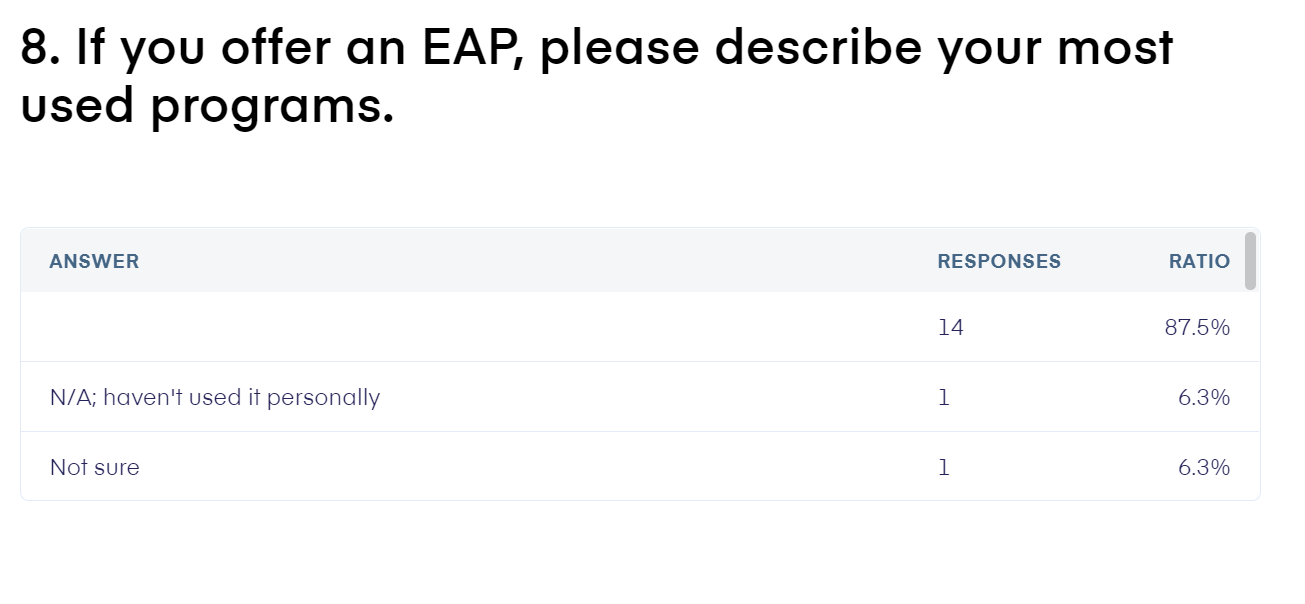 8. If you offer an EAP, please describe your most
used programs.
ANSWER RESPONSES RATIO
14 87.5%
N/A; haven't used it personally 1 6.3%
Not sure 1 6.3%